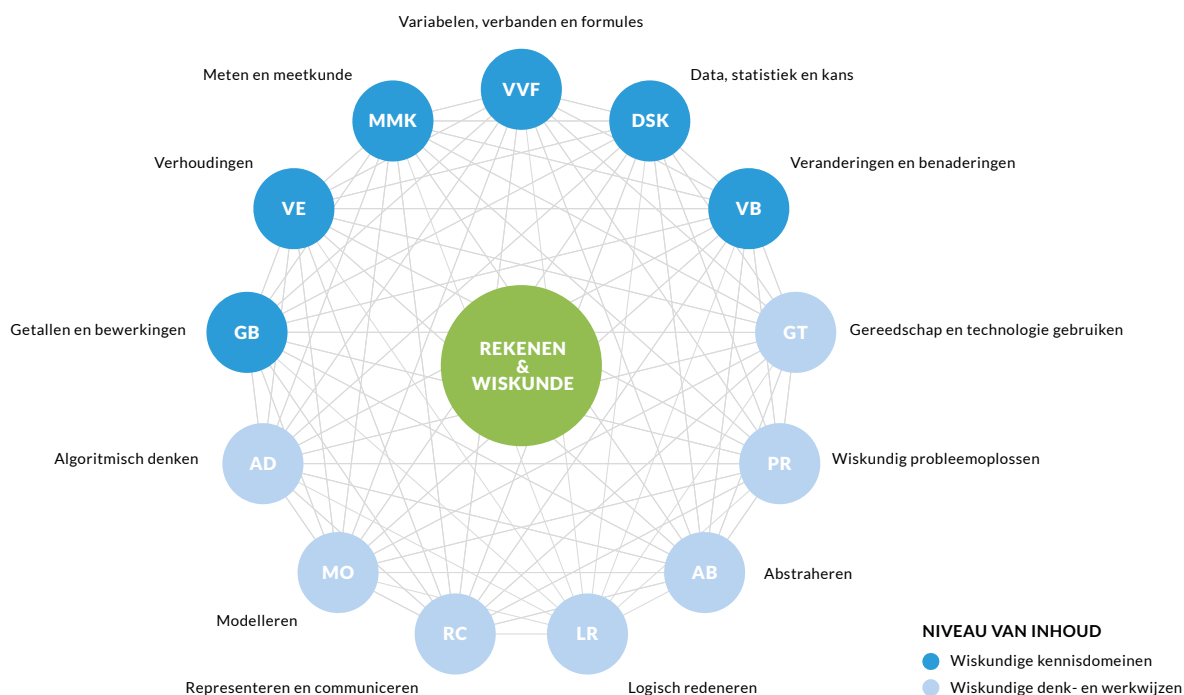 Variabelen, verbanden en formules
Meten en meetkunde
Data, statistiek en kans
VVF
MMK
DSK
Verhoudingen
Veranderingen en benaderingen
VE
VB
Getallen en bewerkingen
GB
GT
Gereedschap en technologie gebruiken
REKENEN
&
WISKUNDE
Algoritmisch denken
AD
PR
Wiskundig probleemoplossen
MO
AB
Abstraheren
Modelleren
RC
LR
Representeren en communiceren
Logisch redeneren
NIVEAU VAN INHOUD
Wiskundige kennisdomeinen
Wiskundige denk- en werkwijzen